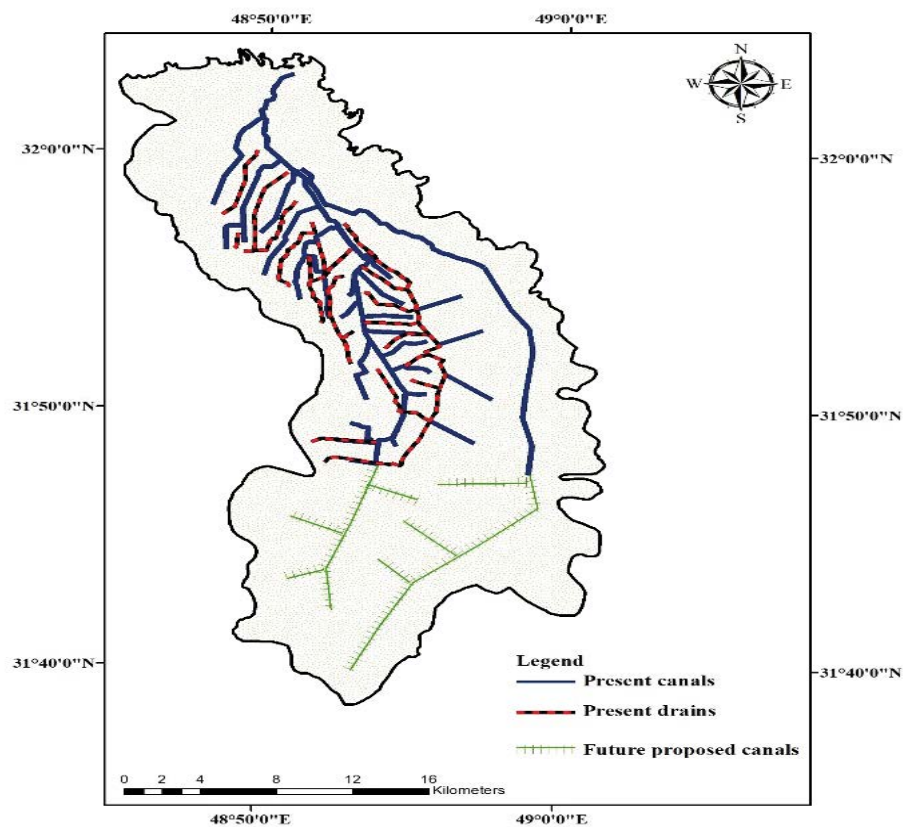 48°50'0"E 49°0'0"E
N
W E
S
32°0'0"N 32°0'0"N
31°50'0"N 31°50'0"N
31°40'0"N 31°40'0"N
Legend
Present canals
Present drains
Future proposed canals
0 2 4 8 12 16
Kilometers
48°50'0"E 49°0'0"E